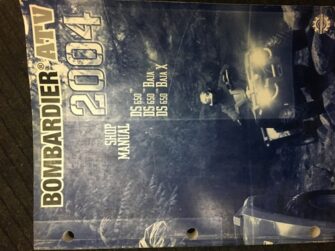 BOMBARDIER® ATV
2004
SHOP
MANUAL
DS 650
DS 650 BAJA
DS 650 BAJA X